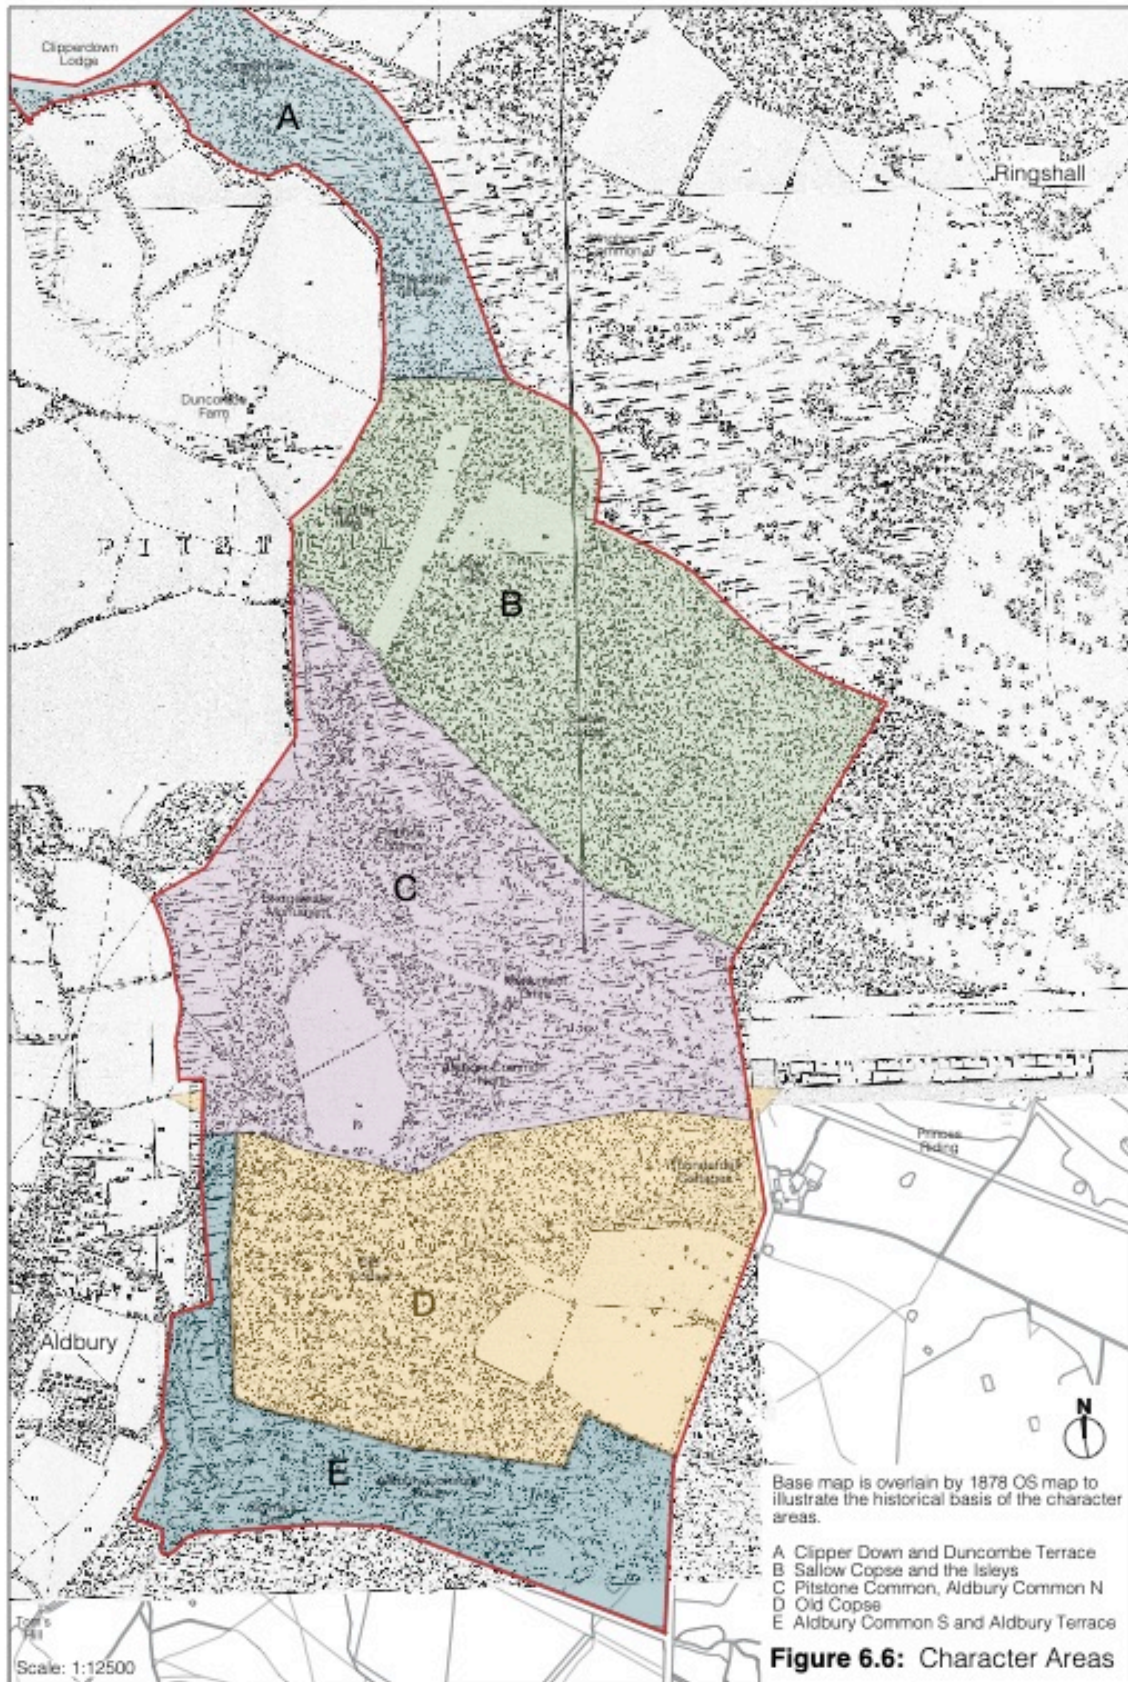 Clipperdown
Lodge
A
Ringshall
Duncombe
Farm
B
C
Princes
Riding
D
Aldbury
E
N
Base map is overlain by 1878 OS map to
illustrate the historical basis of the character
areas.
A Clipper Down and Duncombe Terrace
B Sallow Copse and the Isleys
C Pitstone Common, Aldbury Common N
D Old Copse
E Aldbury Common S and Aldbury Terrace
Tom's
Hill
Scale: 1:12500
Figure 6.6: Character Areas